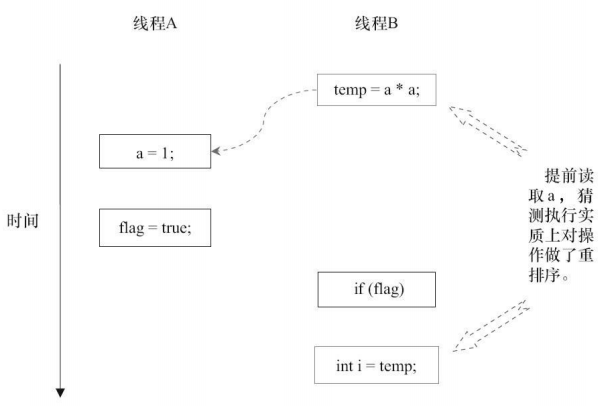 线程A
线程B
temp = a * a;
a = 1;
提前读
取a，猜
测执行实
质上对操
作做了重
排序。
时间
flag = true;
if (flag)
int i = temp;